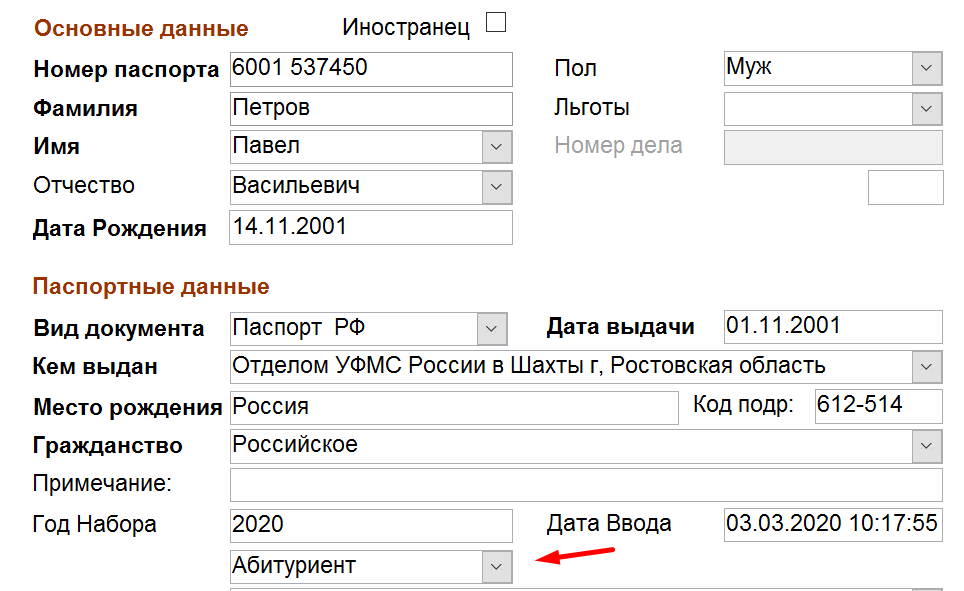 Основные данные Иностранец
Номер паспорта 6001 537450 Пол Муж
Фамилия Петров Льготы
Имя Павел Номер дела
Отчество Васильевич
Дата Рождения 14.11.2001
Паспортные данные
Вид документа Паспорт РФ Дата выдачи 01.11.2001
Кем выдан Отделом УФМС России в Шахты г, Ростовская область
Место рождения Россия Код подр: 612-514
Гражданство Российское
Примечание:
Год Набора 2020 Дата Ввода 03.03.2020 10:17:55
Абитуриент